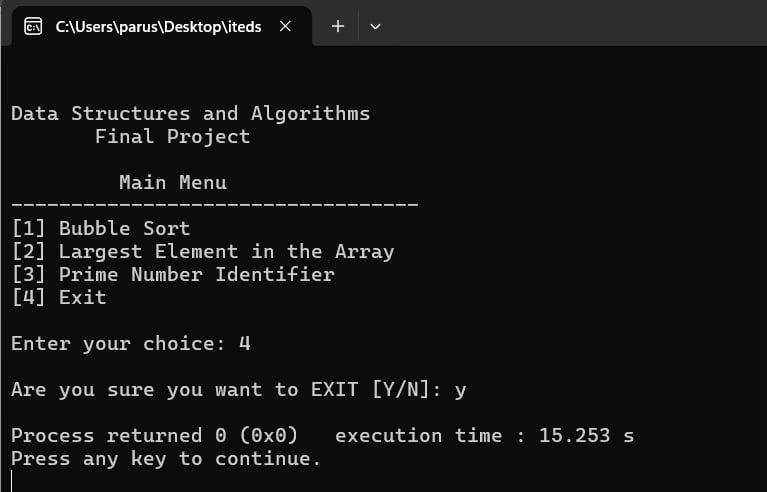 C:\Users\parus\Desktop\iteds
Data Structures and Algorithms
Final Project
Main Menu
----------------------------------
[1] Bubble Sort
[2] Largest Element in the Array
[3] Prime Number Identifier
[4] Exit
Enter your choice: 4
Are you sure you want to EXIT [Y/N]: y
Process returned 0 (0x0)   execution time : 15.253 s
Press any key to continue.